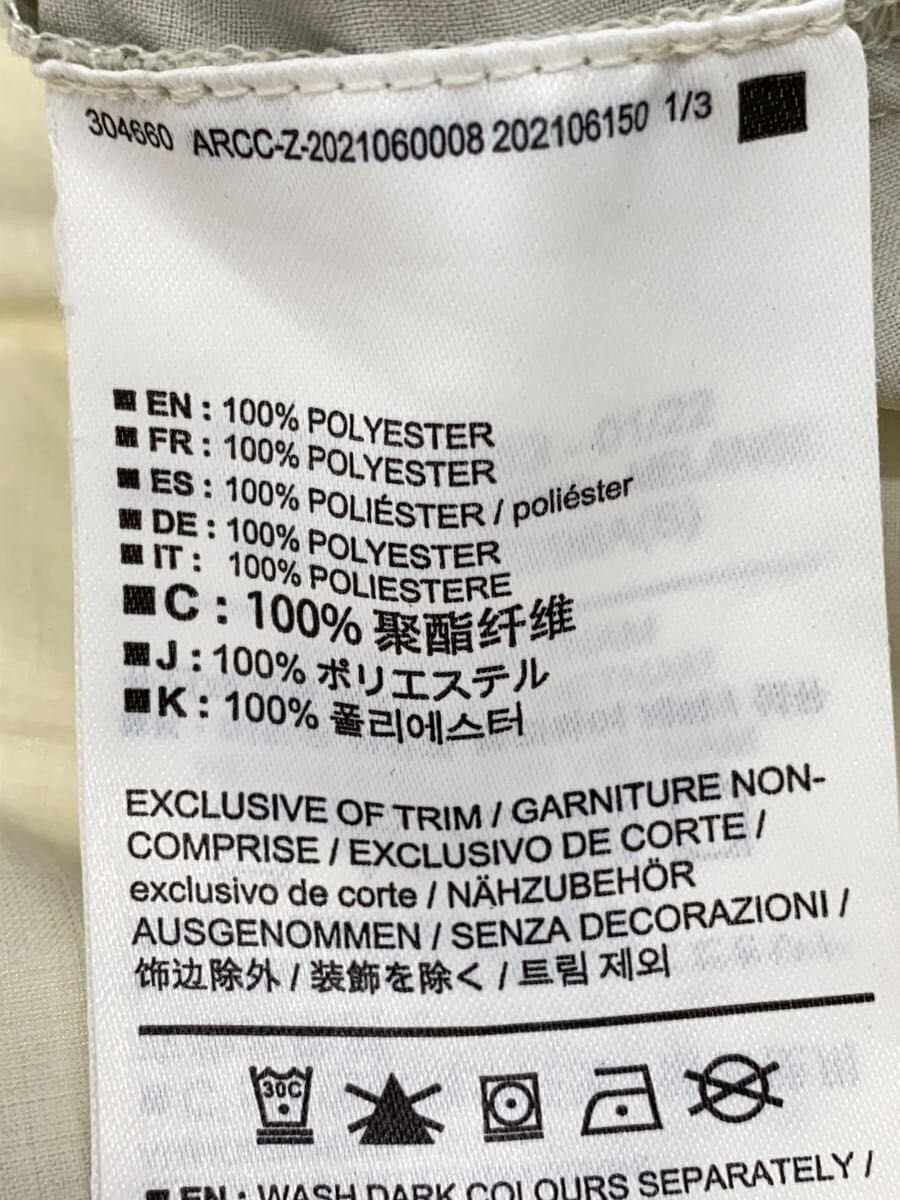 304660 ARCC-Z-2021060008 202106150 1/3
EN : 100% POLYESTER
FR : 100% POLYESTER
ES : 100% POLIÉSTER / poliéster
DE : 100% POLYESTER
IT : 100% POLIESTERE
C : 100% 聚酯纤维
J : 100% ポリエステル
K : 100% 폴리에스터
EXCLUSIVE OF TRIM / GARNITURE NON-
COMPRISE / EXCLUSIVO DE CORTE /
exclusivo de corte / NÄHZUBEHÖR
AUSGENOMMEN / SENZA DECORAZIONI /
饰边除外 / 装飾を除く / 트림 제외
30C
EN : WASH DARK COLOURS SEPARATELY /